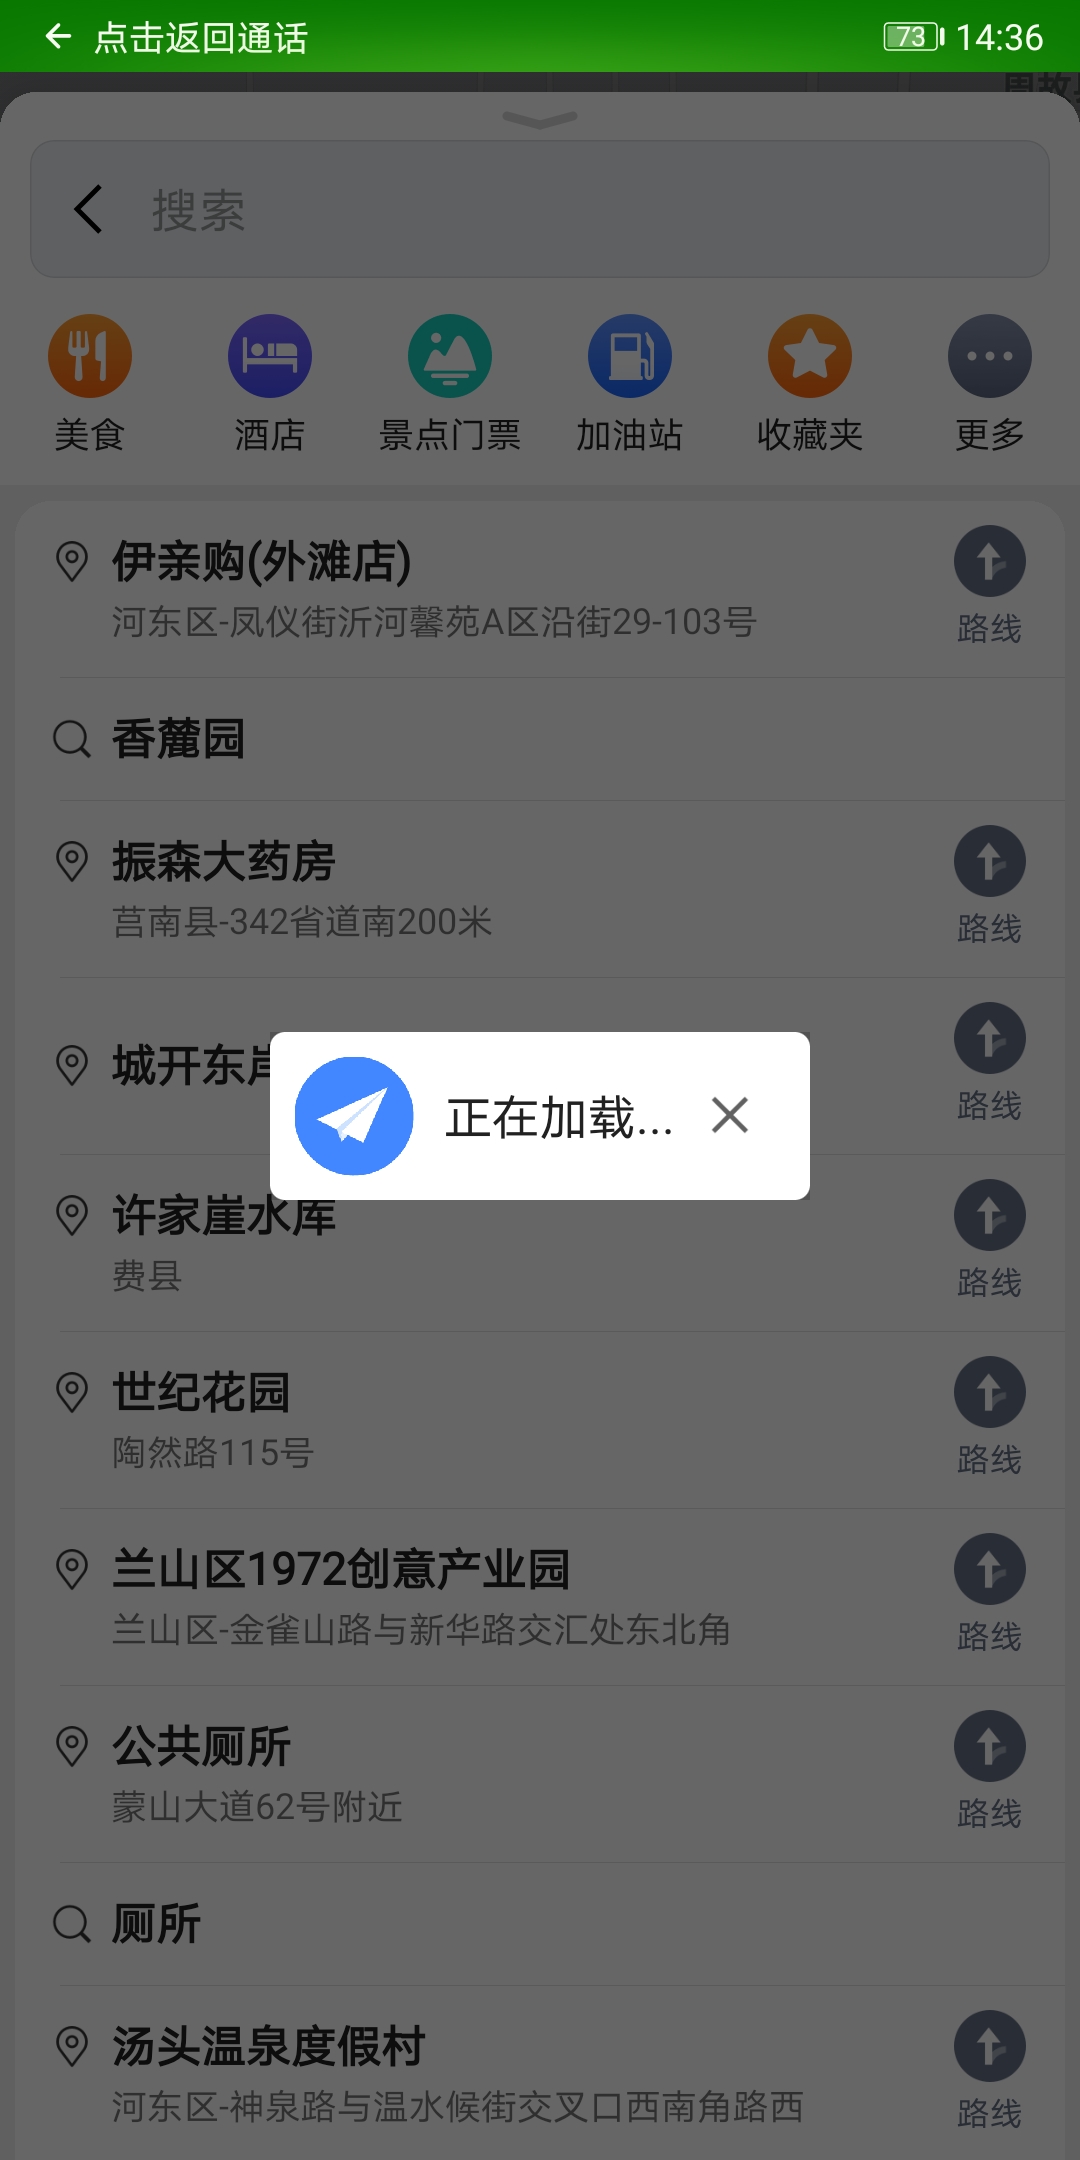 点击返回通话
73 14:36
搜索
美食 酒店 景点门票 加油站 收藏夹 更多
伊亲购(外滩店)
河东区-凤仪街沂河馨苑A区沿街29-103号
路线
香麓园
振森大药房
莒南县-342省道南200米
路线
城开东岸
路线
正在加载...
许家崖水库
费县
路线
世纪花园
陶然路115号
路线
兰山区1972创意产业园
兰山区-金雀山路与新华路交汇处东北角
路线
公共厕所
蒙山大道62号附近
路线
厕所
汤头温泉度假村
河东区-神泉路与温水候街交叉口西南角路西
路线